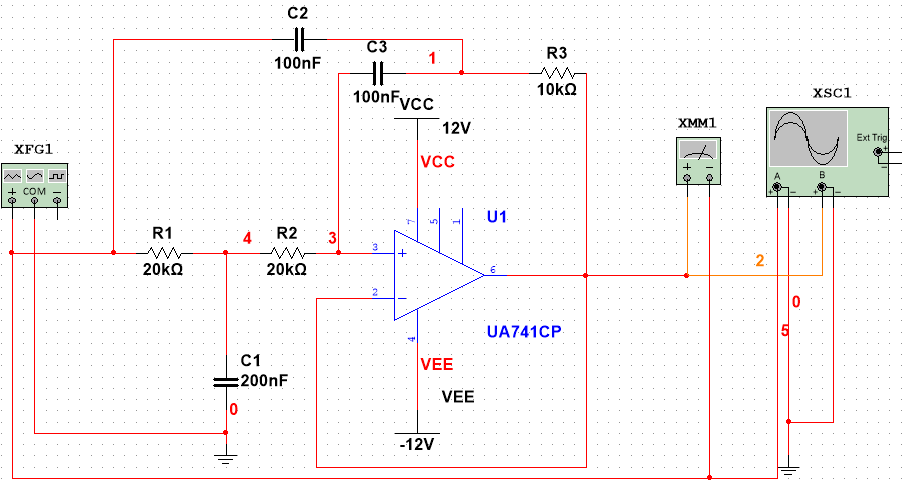 C2
100nF
C3
100nF
1
R3
10kΩ
VCC
12V
VCC
XFG1
COM
XMM1
XSC1
Ext Trig
A
B
R1
20kΩ
4
R2
20kΩ
3
3
2
7
5
1
6
4
U1
UA741CP
2
0
5
C1
200nF
0
VEE
VEE
-12V